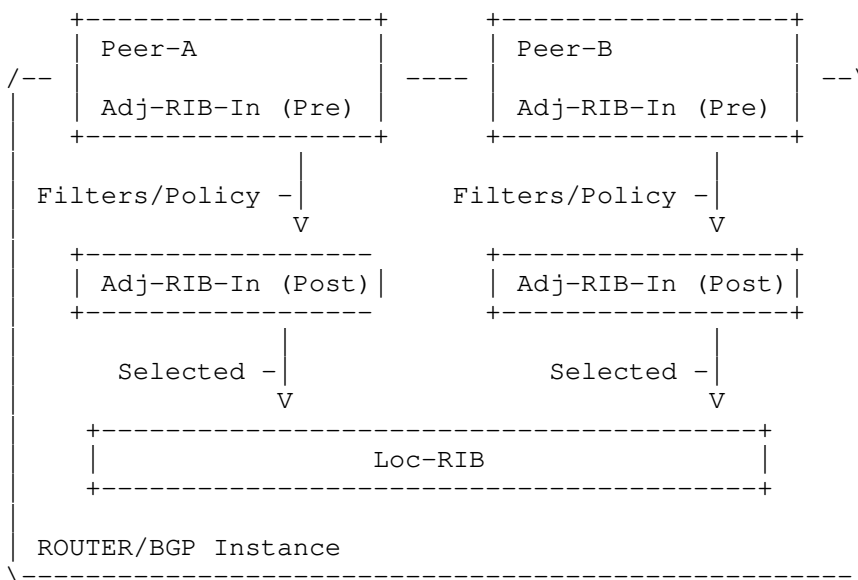 Peer-A Peer-B
Adj-RIB-In (Pre) Adj-RIB-In (Pre)
Filters/Policy - Filters/Policy -
V V
Adj-RIB-In (Post) Adj-RIB-In (Post)
Selected - Selected -
V V
Loc-RIB
ROUTER/BGP Instance